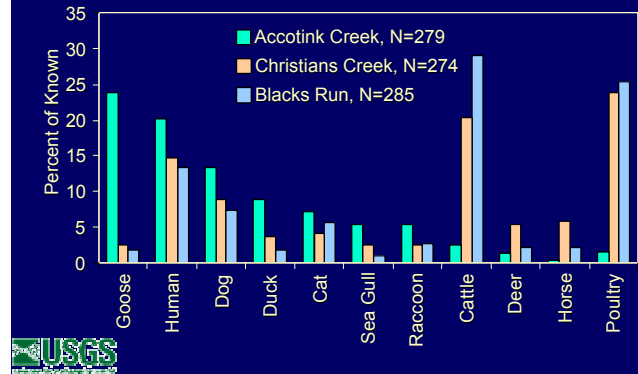 35
30
25
20
15
10
5
0
Percent of Known
Accotink Creek, N=279
Christians Creek, N=274
Blacks Run, N=285
Goose
Human
Dog
Duck
Cat
Sea Gull
Raccoon
Cattle
Deer
Horse
Poultry
USGS